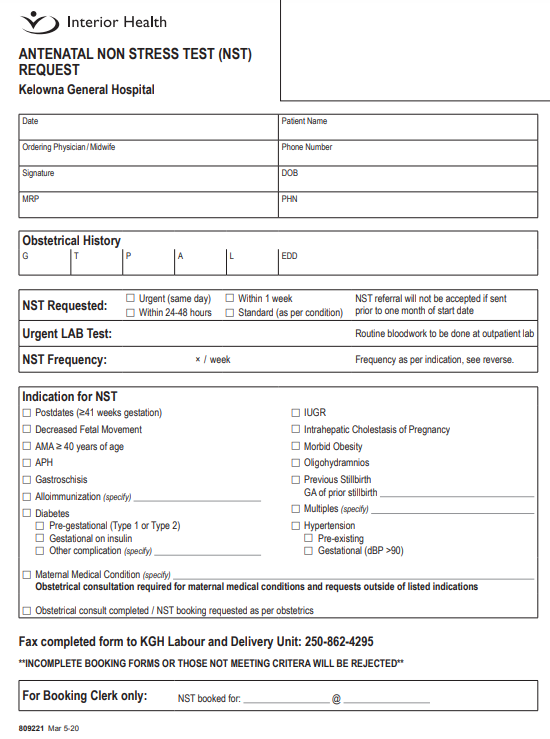 Interior Health
ANTENATAL NON STRESS TEST (NST)
REQUEST
Kelowna General Hospital
Date Patient Name
Ordering Physician / Midwife Phone Number
Signature DOB
MRP PHN
Obstetrical History
G T P A L EDD
NST Requested: Urgent (same day) Within 1 week NST referral will not be accepted if sent
Within 24-48 hours Standard (as per condition) prior to one month of start date
Urgent LAB Test: Routine bloodwork to be done at outpatient lab
NST Frequency: × / week Frequency as per indication, see reverse.
Indication for NST
Postdates (≥41 weeks gestation) IUGR
Decreased Fetal Movement Intrahepatic Cholestasis of Pregnancy
AMA ≥ 40 years of age Morbid Obesity
APH Oligohydramnios
Gastroschisis Previous Stillbirth
GA of prior stillbirth
Alloimmunization (specify)
Multiples (specify)
Diabetes Hypertension
Pre-gestational (Type 1 or Type 2) Pre-existing
Gestational on insulin Gestational (dBP >90)
Other complication (specify)
Maternal Medical Condition (specify)
Obstetrical consultation required for maternal medical conditions and requests outside of listed indications
Obstetrical consult completed / NST booking requested as per obstetrics
Fax completed form to KGH Labour and Delivery Unit: 250-862-4295
**INCOMPLETE BOOKING FORMS OR THOSE NOT MEETING CRITERA WILL BE REJECTED**
For Booking Clerk only: NST booked for: @
809221 Mar 5-20